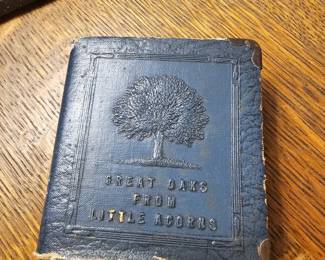 GREAT OAKS
FROM
LITTLE ACORNS